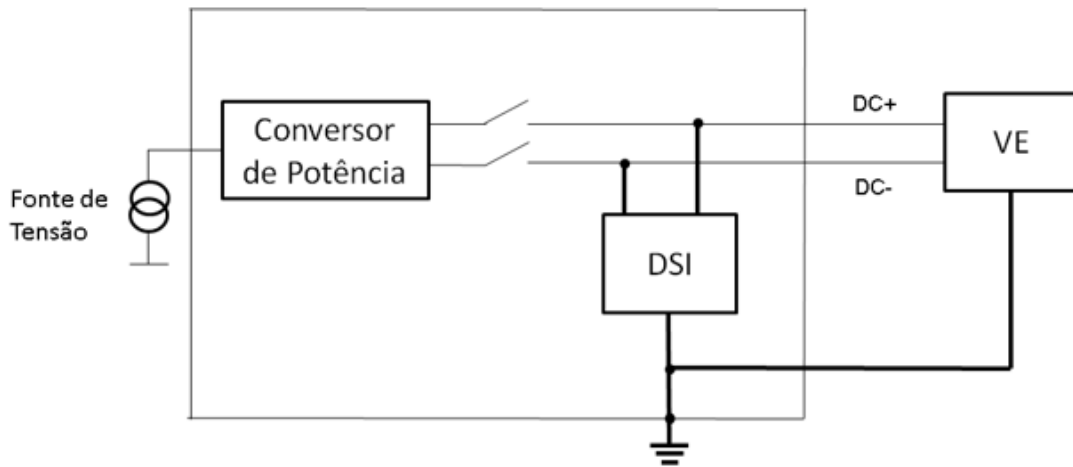 Fonte de
Tensão
Conversor
de Potência
DC+
DC-
VE
DSI